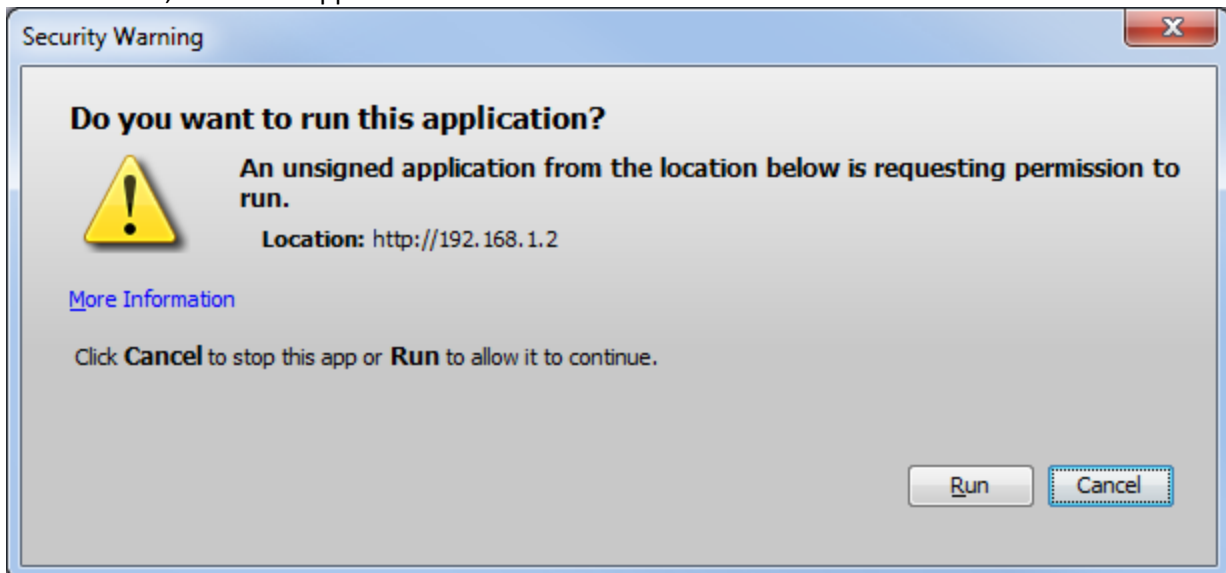 Security Warning
Do you want to run this application?
An unsigned application from the location below is requesting permission to
run.
Location: http://192.168.1.2
More Information
Click Cancel to stop this app or Run to allow it to continue.
Run Cancel